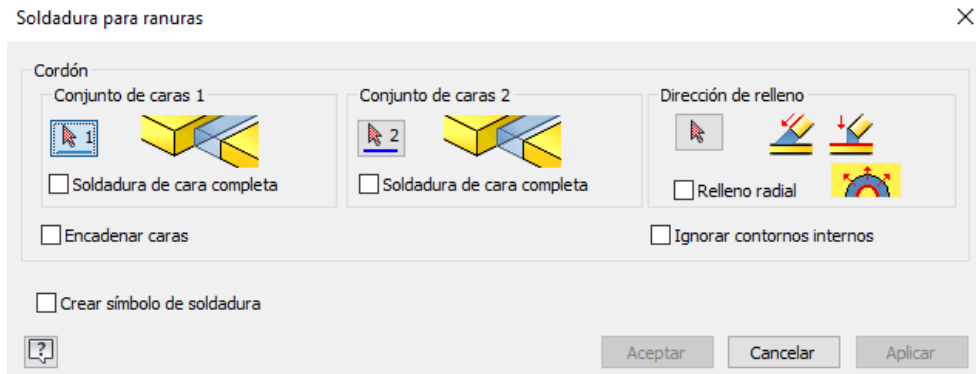 Soldadura para ranuras
Cordón
Conjunto de caras 1
1
Soldadura de cara completa
Conjunto de caras 2
2
Soldadura de cara completa
Dirección de relleno
Relleno radial
Encadenar caras
Ignorar contornos internos
Crear símbolo de soldadura
?
Aceptar
Cancelar
Aplicar